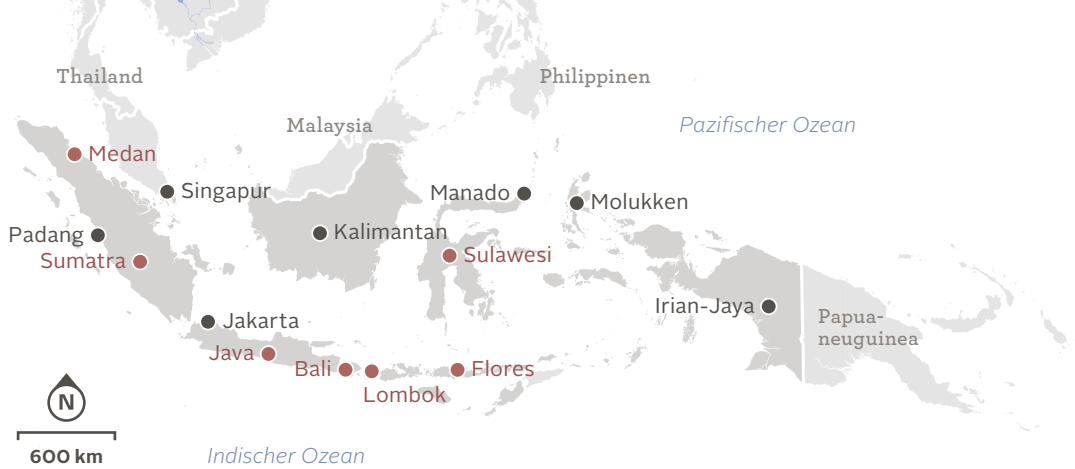 Thailand
Philippinen
Malaysia
Pazifischer Ozean
Medan
Singapur
Manado
Molukken
Padang
Kalimantan
Sumatra
Sulawesi
Irian-Jaya
Jakarta
Papua-
neuguinea
Java
Bali
Flores
Lombok
N
600 km
Indischer Ozean